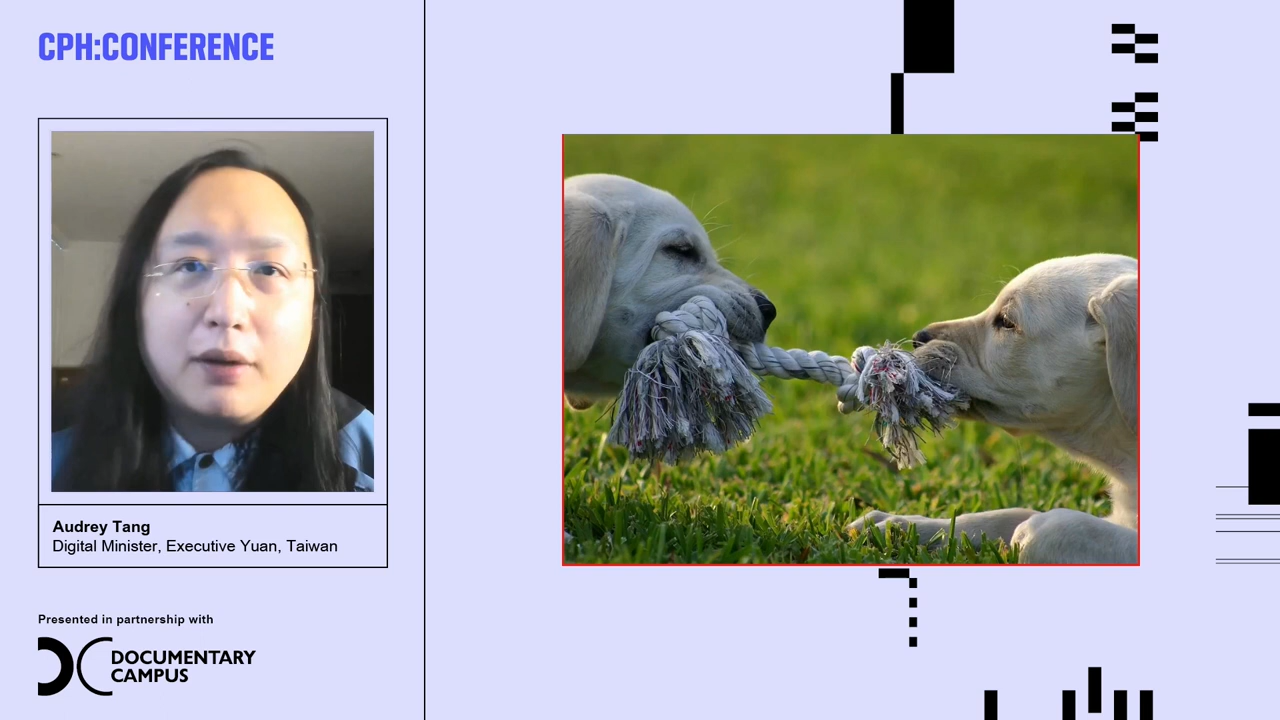 CPH:CONFERENCE
Audrey Tang
Digital Minister, Executive Yuan, Taiwan
Presented in partnership with
DOCUMENTARY
CAMPUS